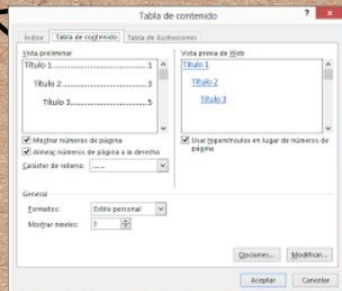 Tabla de contenido
? ×
Índice Tabla de contenido Tabla de ilustraciones
Vista preliminar
Título 1 ........ 1
Título 2 ........ 3
Título 3 ........ 5
Vista previa de Web
Título 1
Título 2
Título 3
Mostrar números de página
Alinear números de página a la derecha
Carácter de relleno: ......
Usar hipervínculos en lugar de números de
página
General
Formatos: Estilo personal
Mostrar niveles: 3
Opciones... Modificar...
Aceptar Cancelar